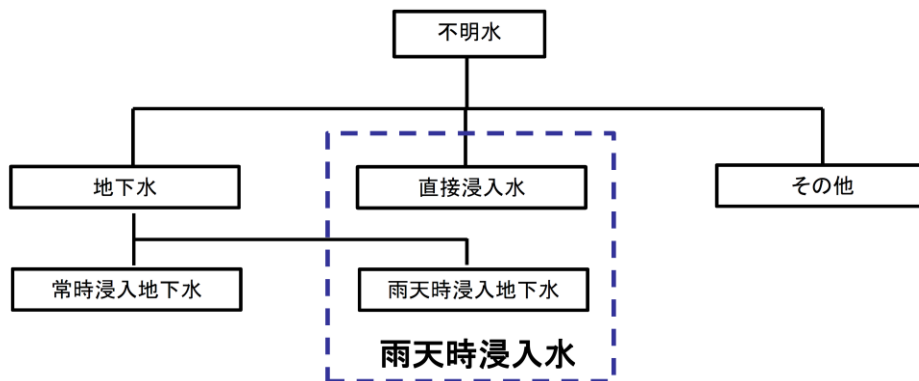 不明水
地下水
直接浸入水
その他
常時浸入地下水
雨天時浸入地下水
雨天時浸入水